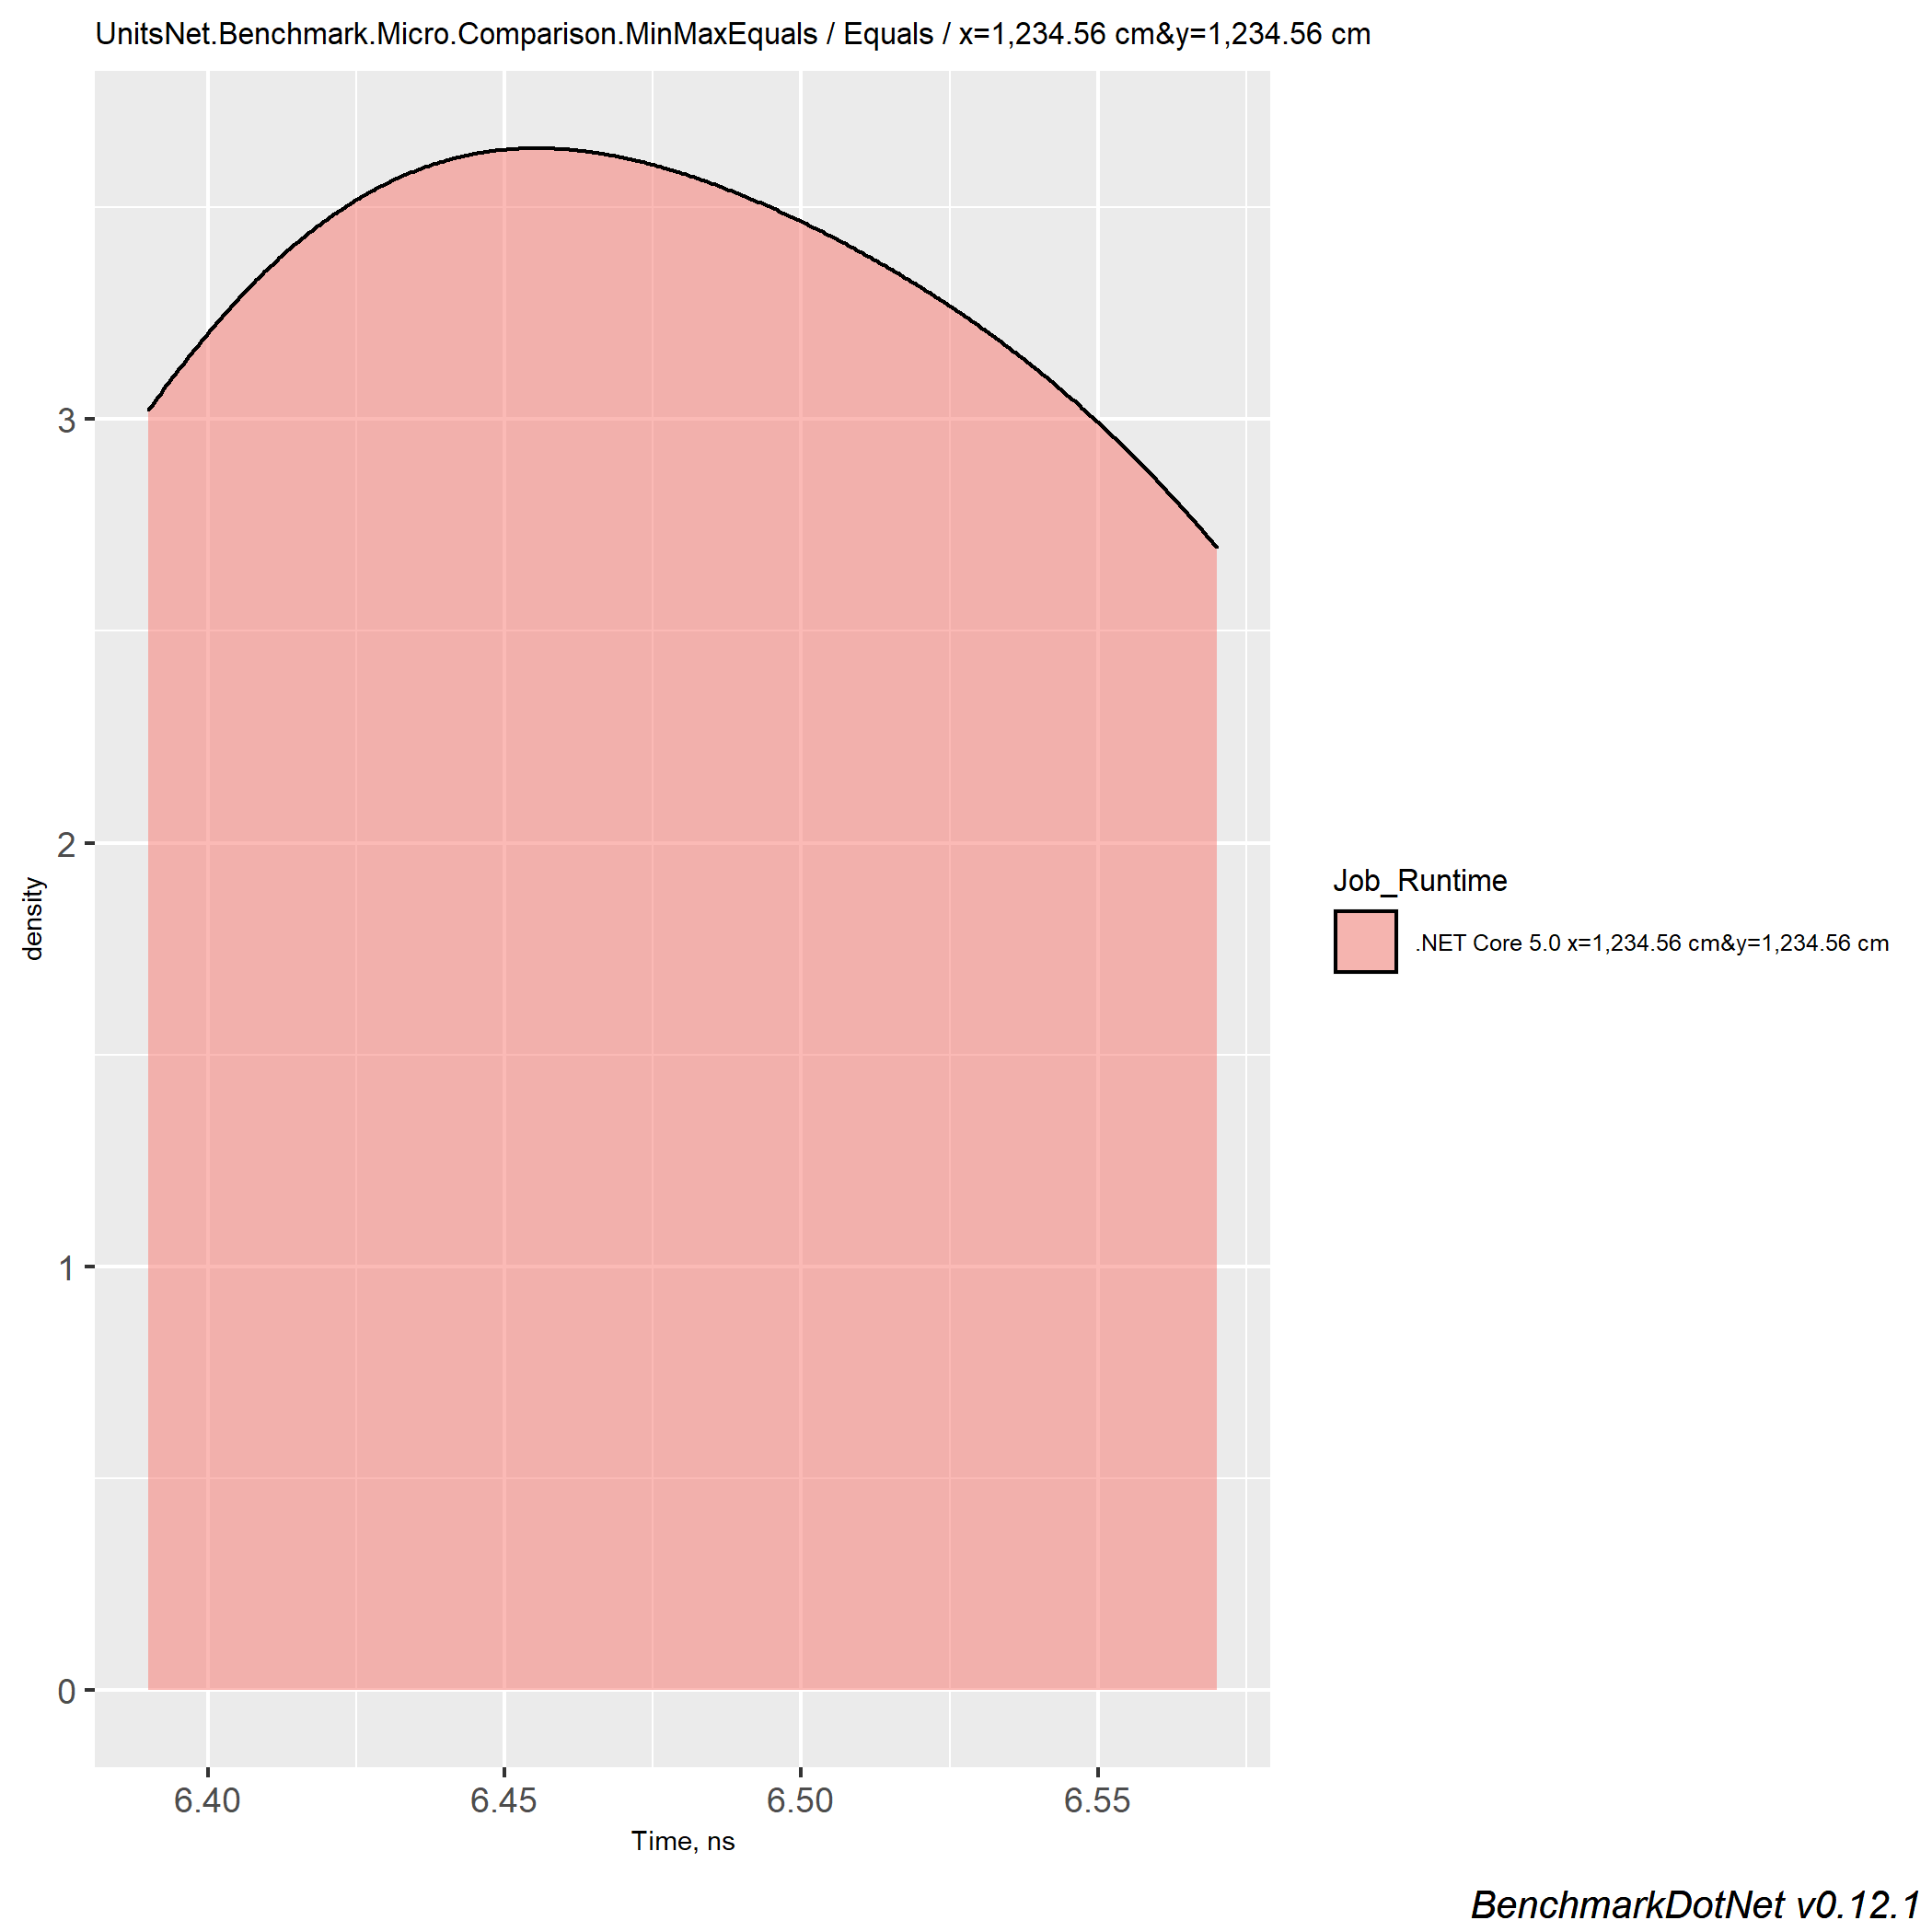 UnitsNet.Benchmark.Micro.Comparison.MinMaxEquals / Equals / x=1,234.56 cm&y=1,234.56 cm
3
2
1
0
density
6.40 6.45 6.50 6.55
Time, ns
Job_Runtime
.NET Core 5.0 x=1,234.56 cm&y=1,234.56 cm
BenchmarkDotNet v0.12.1